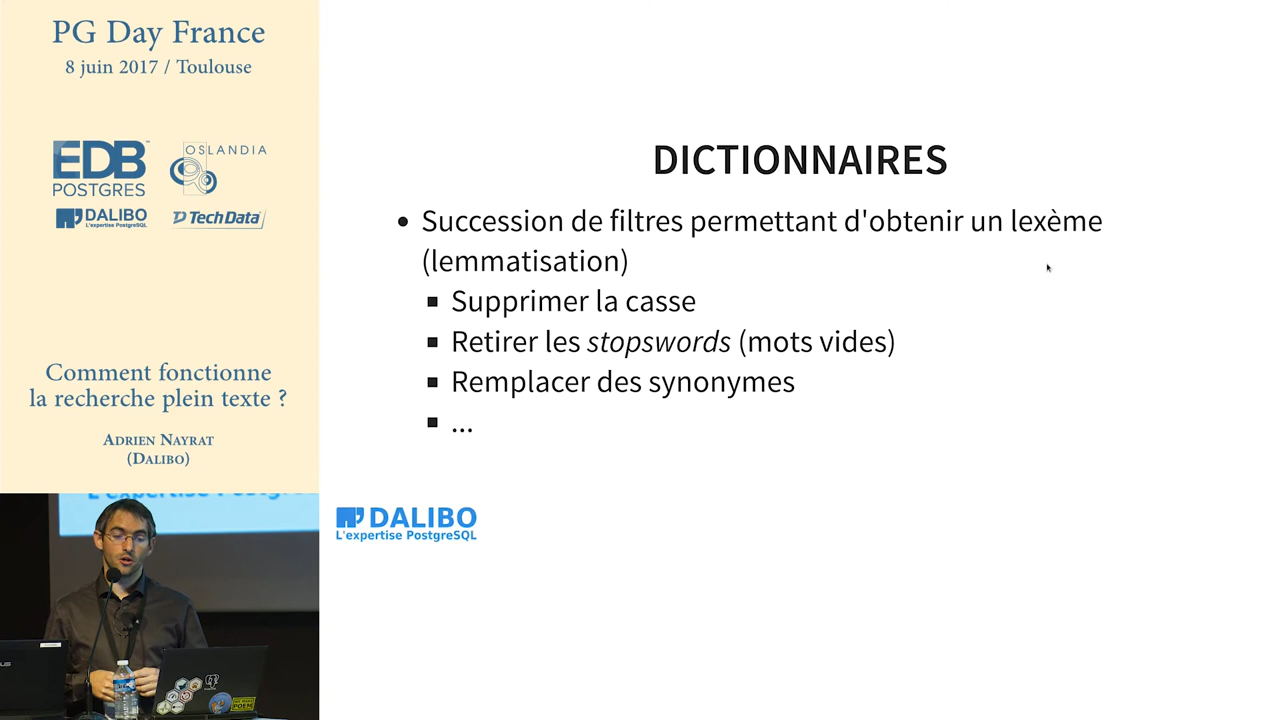 PG Day France
8 juin 2017 / Toulouse
EDB
POSTGRES
OSLANDIA
DALIBO
L'expertise PostgreSQL
Tech Data
Comment fonctionne
la recherche plein texte ?
Adrien Nayrat
(Dalibo)
DICTIONNAIRES
• Succession de filtres permettant d'obtenir un lexème
(lemmatisation)
▪ Supprimer la casse
▪ Retirer les stopswords (mots vides)
▪ Remplacer des synonymes
▪ ...
DALIBO
L'expertise PostgreSQL